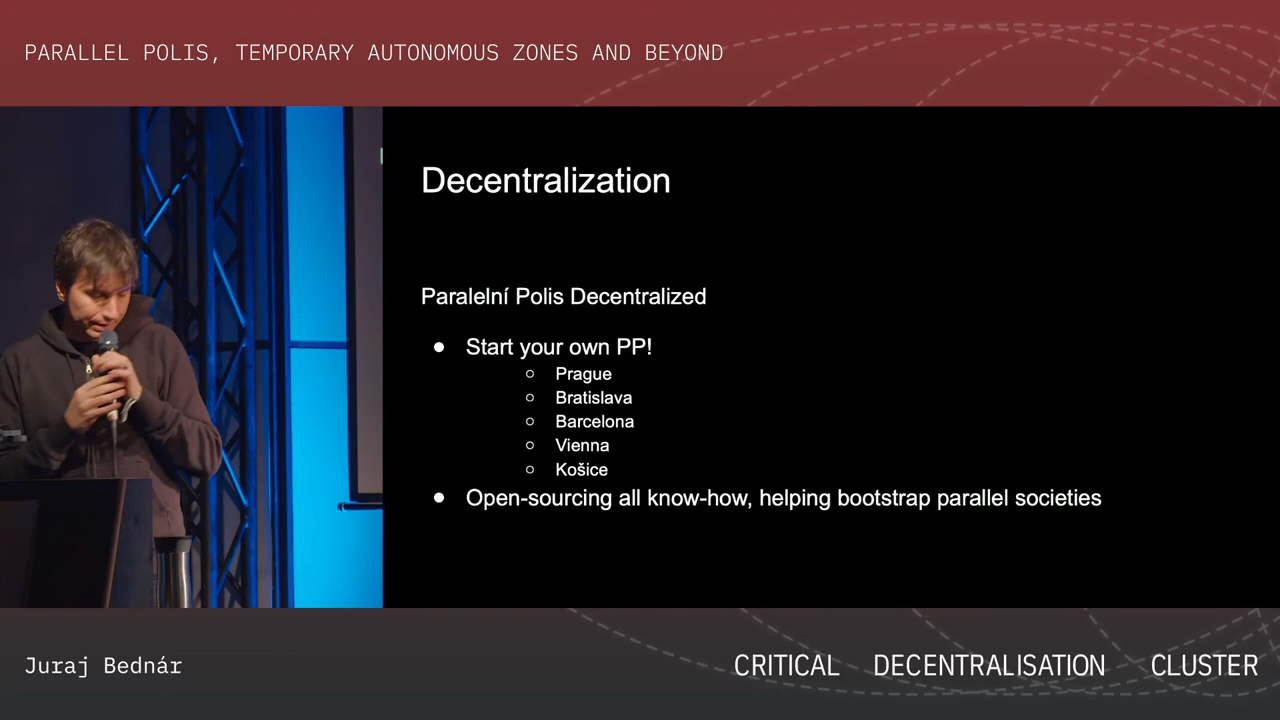 PARALLEL POLIS, TEMPORARY AUTONOMOUS ZONES AND BEYOND
Decentralization
Paralelní Polis Decentralized
● Start your own PP!
○ Prague
○ Bratislava
○ Barcelona
○ Vienna
○ Košice
● Open-sourcing all know-how, helping bootstrap parallel societies
Juraj Bednár
CRITICAL DECENTRALISATION CLUSTER